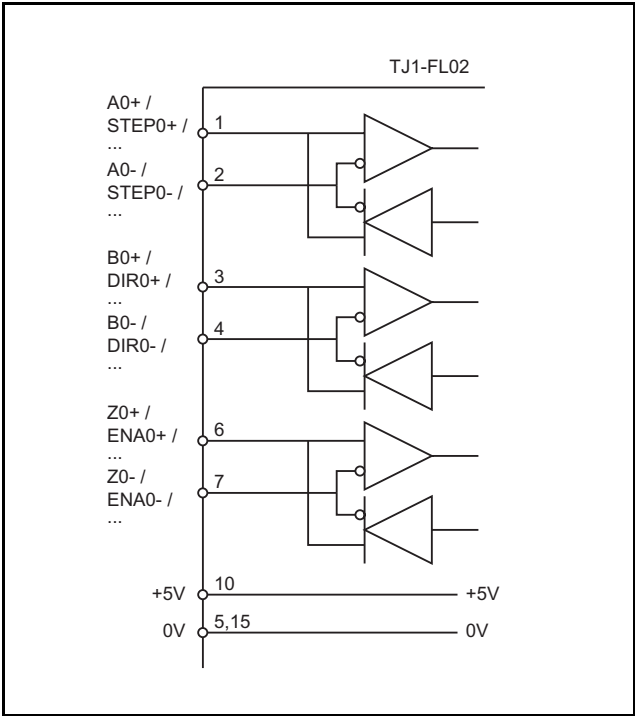 TJ1-FL02
A0+ /
STEP0+ /
...
1
A0- /
STEP0- /
...
2
B0+ /
DIR0+ /
...
3
B0- /
DIR0- /
...
4
Z0+ /
ENA0+ /
...
6
Z0- /
ENA0- /
...
7
+5V 10 +5V
0V 5,15 0V